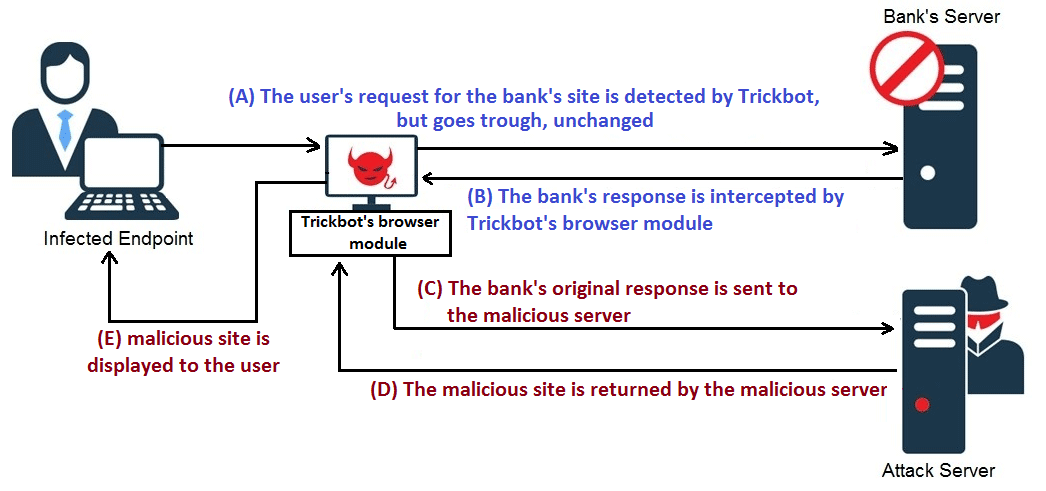 Bank's Server
(A) The user's request for the bank's site is detected by Trickbot,
but goes trough, unchanged
(B) The bank's response is intercepted by
Trickbot's browser module
Infected Endpoint
Trickbot's browser
module
(C) The bank's original response is sent to
the malicious server
(E) malicious site is
displayed to the user
(D) The malicious site is returned by the malicious server
Attack Server